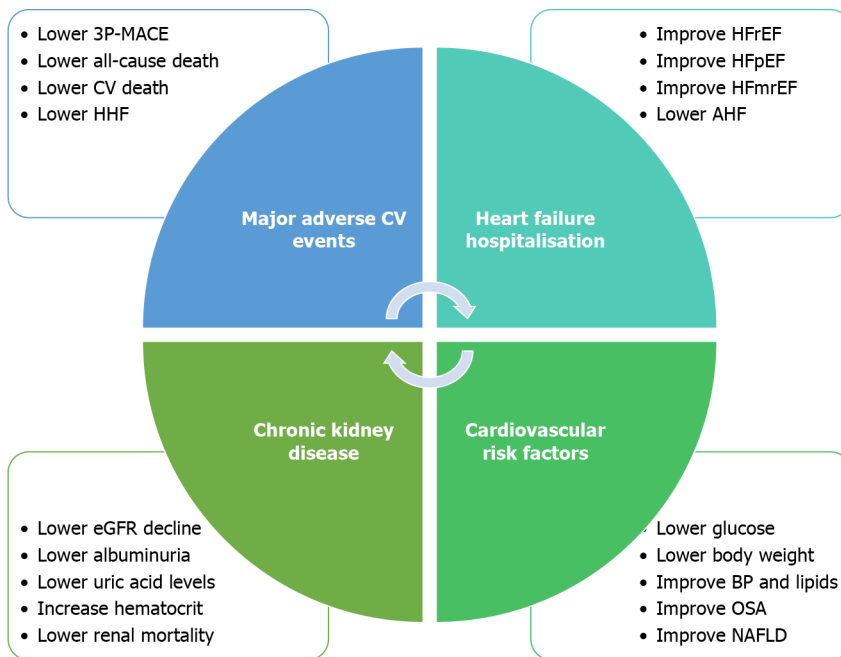 • Lower 3P-MACE
• Lower all-cause death
• Lower CV death
• Lower HHF
• Improve HFrEF
• Improve HFpEF
• Improve HFmrEF
• Lower AHF
Major adverse CV
events
Heart failure
hospitalisation
Chronic kidney
disease
Cardiovascular
risk factors
• Lower eGFR decline
• Lower albuminuria
• Lower uric acid levels
• Increase hematocrit
• Lower renal mortality
• Lower glucose
• Lower body weight
• Improve BP and lipids
• Improve OSA
• Improve NAFLD